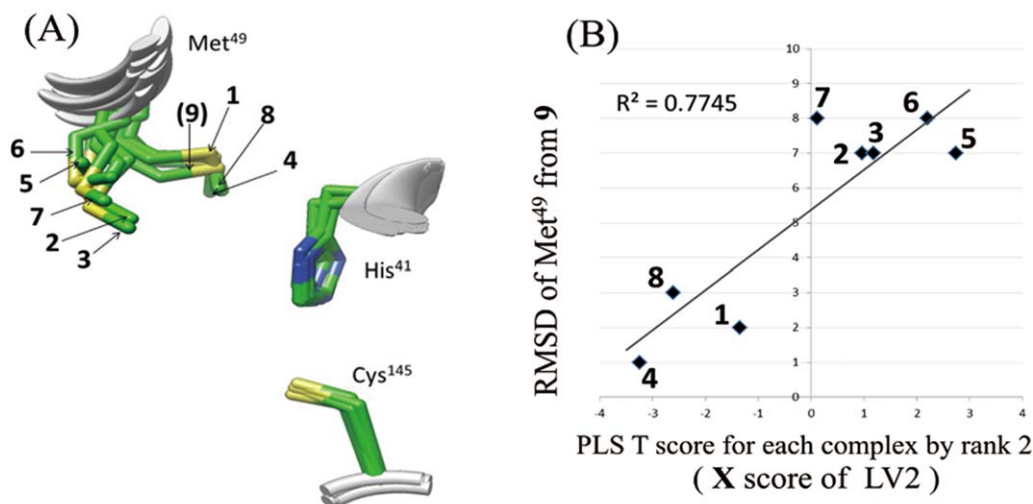 (A)
Met⁴⁹
(9)
1
8
4
6
5
7
2
3
His⁴¹
Cys¹⁴⁵
(B)
RMSD of Met⁴⁹ from 9
R² = 0.7745
10
9
8
7
6
5
4
3
2
1
0
-4 -3 -2 -1 0 1 2 3 4
7
6
2
3
5
8
1
4
PLS T score for each complex by rank 2
( X score of LV2 )